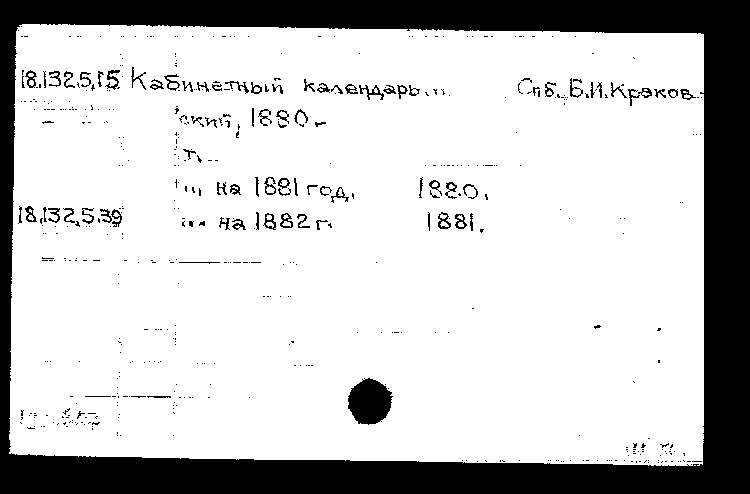 18.132.5.15 Кабинетный календарь... Спб., Б.И.Краков-
ский, 1880.-
т.
... на 1881 год. 1880.
18.132.5.39 ... на 1882 г. 1881.